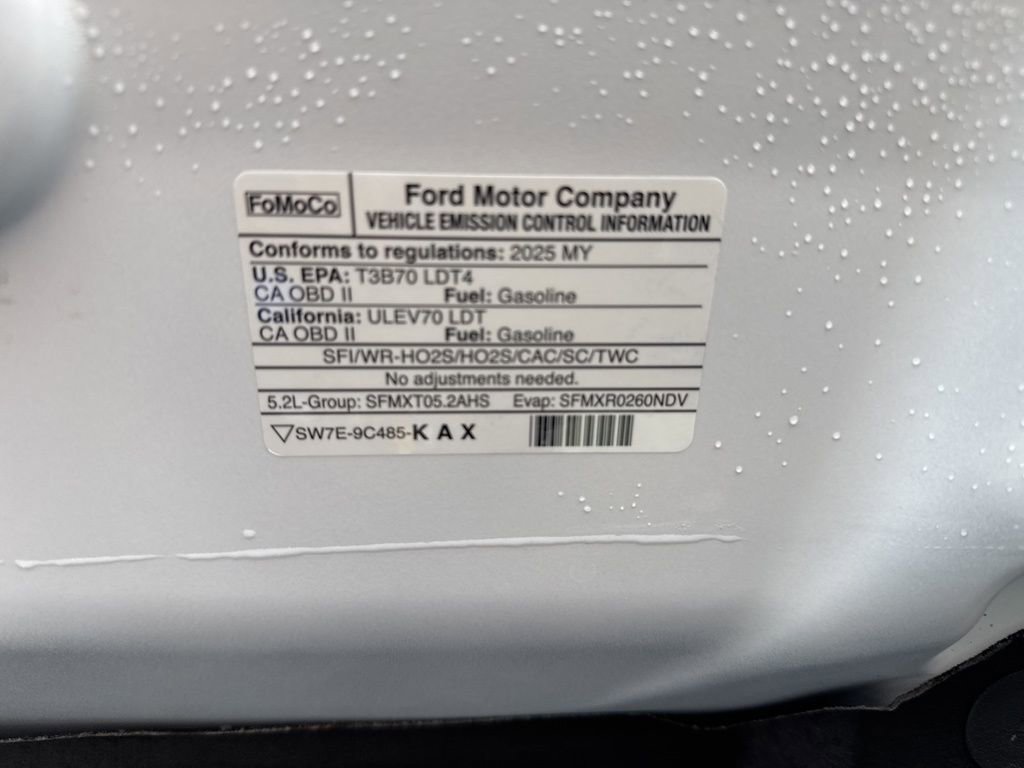 FoMoCo
Ford Motor Company
VEHICLE EMISSION CONTROL INFORMATION
Conforms to regulations: 2025 MY
U.S. EPA: T3B70 LDT4
CA OBD II Fuel: Gasoline
California: ULEV70 LDT
CA OBD II Fuel: Gasoline
SFI/WR-HO2S/HO2S/CAC/SC/TWC
No adjustments needed.
5.2L-Group: SFMXT05.2AHS Evap: SFMXR0260NDV
SW7E-9C485-K A X